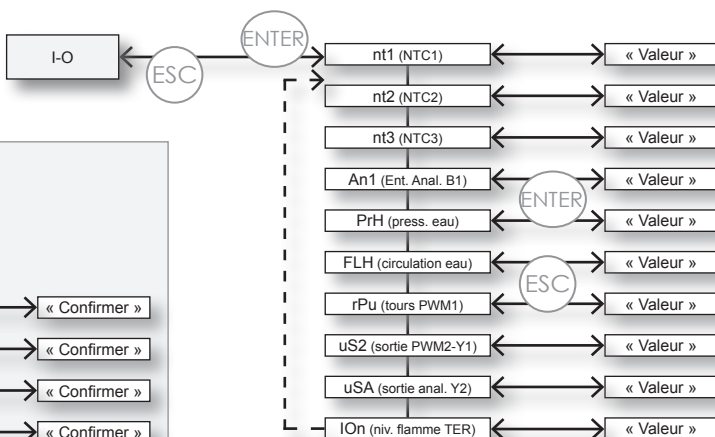 I-O
ESC
ENTER
nt1 (NTC1)
« Valeur »
nt2 (NTC2)
« Valeur »
nt3 (NTC3)
« Valeur »
An1 (Ent. Anal. B1)
« Valeur »
ENTER
PrH (press. eau)
« Valeur »
FLH (circulation eau)
« Valeur »
ESC
rPu (tours PWM1)
« Valeur »
uS2 (sortie PWM2-Y1)
« Valeur »
uSA (sortie anal. Y2)
« Valeur »
IOn (niv. flamme TER)
« Valeur »
« Confirmer »
« Confirmer »
« Confirmer »
« Confirmer »